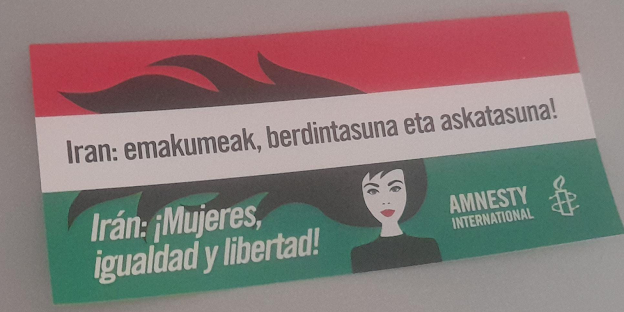 Iran: emakumeak, berdintasuna eta askatasuna!
Irán: ¡Mujeres,
igualdad y libertad!
AMNESTY
INTERNATIONAL